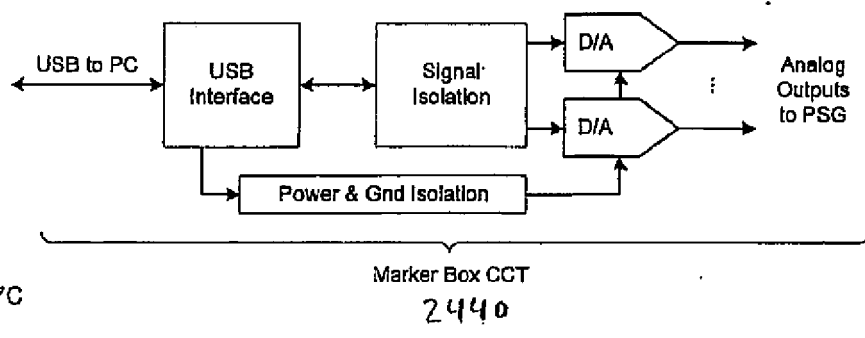 USB to PC
USB
Interface
Signal
Isolation
D/A
D/A
Analog
Outputs
to PSG
Power & Gnd Isolation
Marker Box CCT
2440